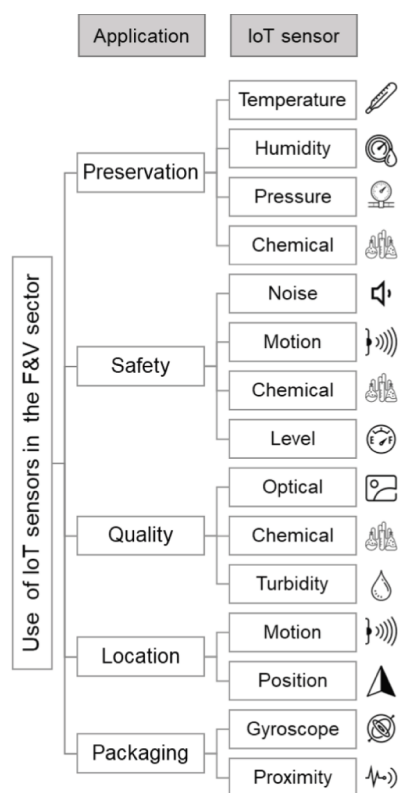 Application
IoT sensor
Use of IoT sensors in the F&V sector
Preservation
Temperature
Humidity
Pressure
Chemical
Safety
Noise
Motion
Chemical
Level
E F
Quality
Optical
Chemical
Turbidity
Location
Motion
Position
Packaging
Gyroscope
Proximity